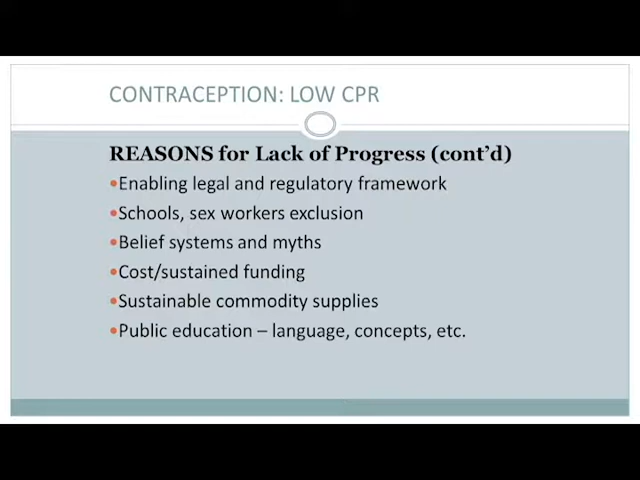 CONTRACEPTION: LOW CPR
REASONS for Lack of Progress (cont'd)
•Enabling legal and regulatory framework
•Schools, sex workers exclusion
•Belief systems and myths
•Cost/sustained funding
•Sustainable commodity supplies
•Public education – language, concepts, etc.